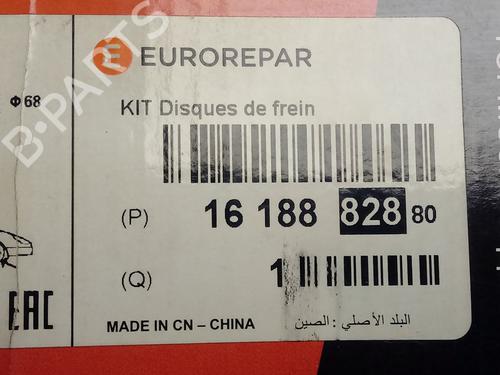 EUROREPAR
Φ68
KIT Disques de frein
(P) 16 188 828 80
(Q) 1
EAC
MADE IN CN – CHINA
البلد الأصلي : الصين
B-PARTS